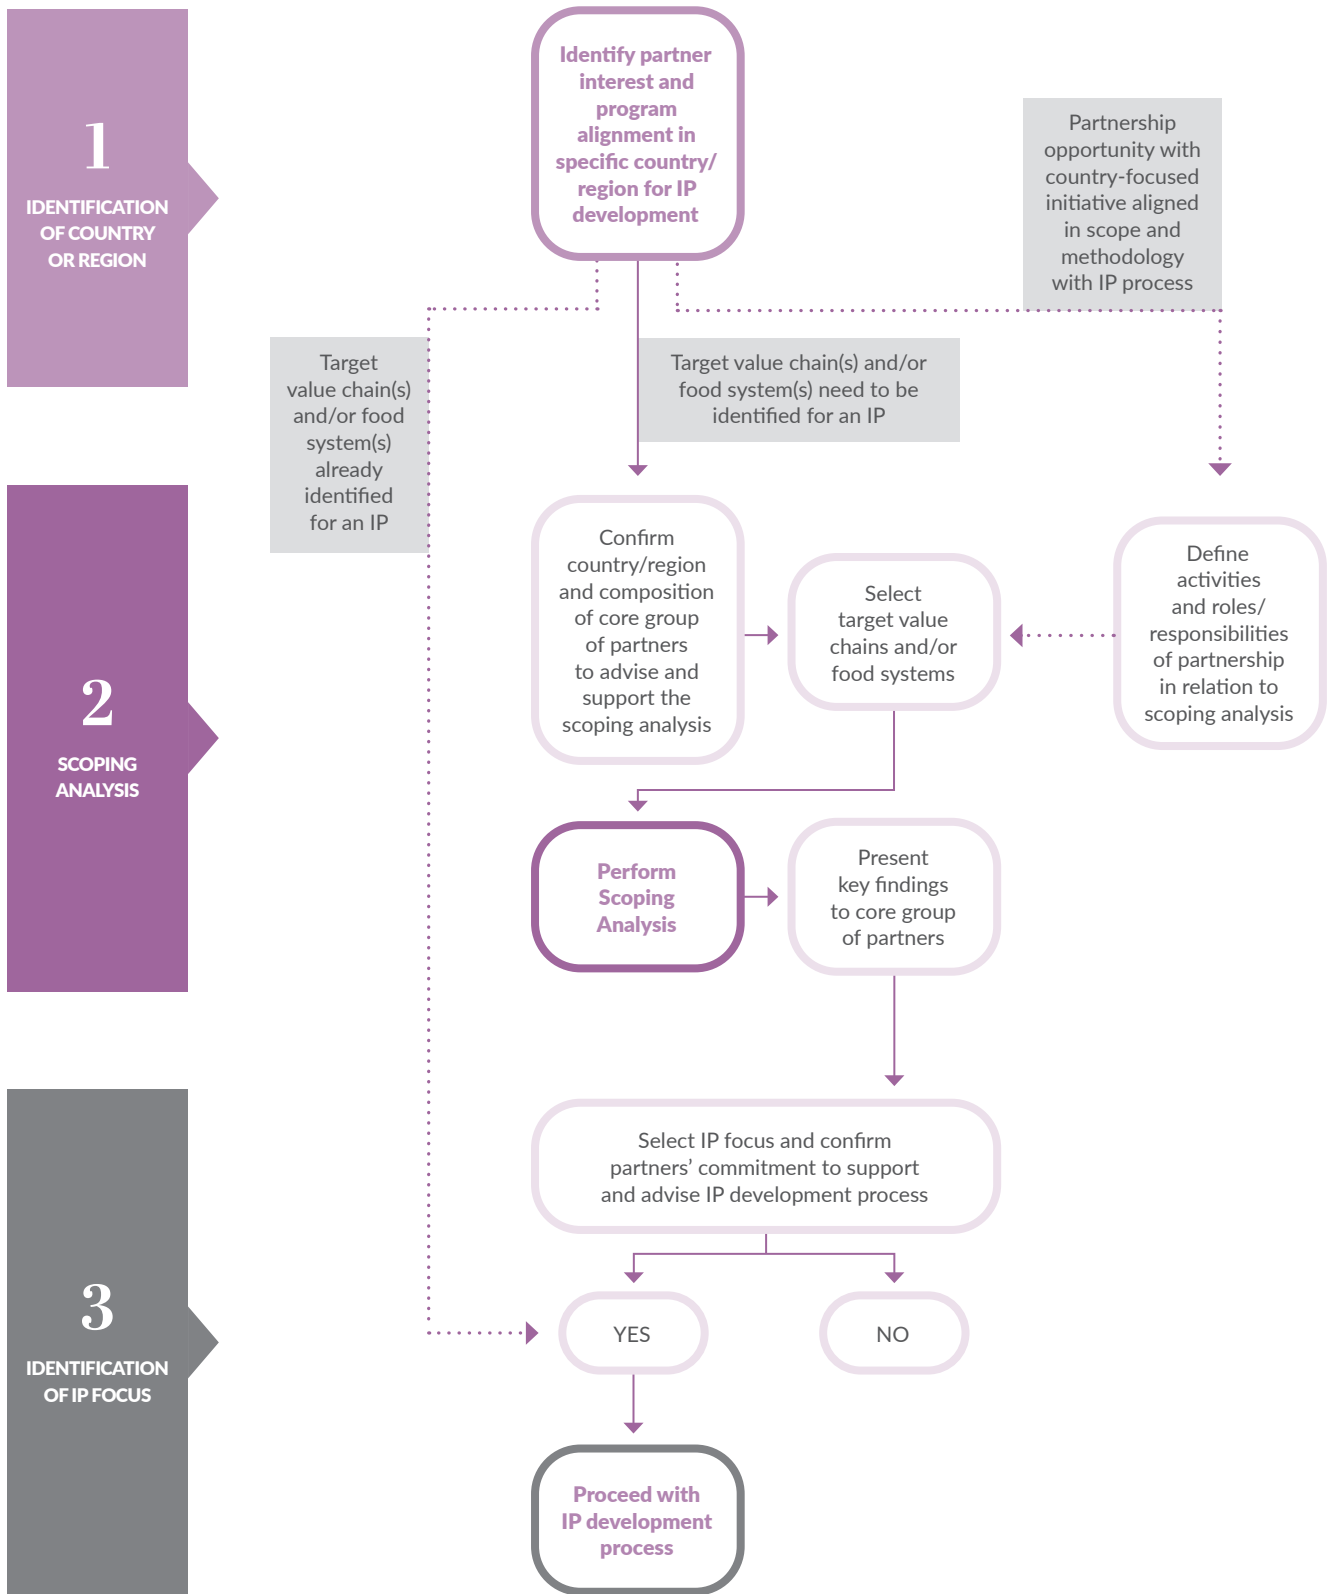 1
IDENTIFICATION
OF COUNTRY
OR REGION
Identify partner
interest and
program
alignment in
specific country/
region for IP
development
Partnership
opportunity with
country-focused
initiative aligned
in scope and
methodology
with IP process
Target
value chain(s)
and/or food
system(s)
already
identified
for an IP
Target value chain(s) and/or
food system(s) need to be
identified for an IP
2
SCOPING
ANALYSIS
Confirm
country/region
and composition
of core group
of partners
to advise and
support the
scoping analysis
Select
target value
chains and/or
food systems
Define
activities
and roles/
responsibilities
of partnership
in relation to
scoping analysis
Perform
Scoping
Analysis
Present
key findings
to core group
of partners
3
IDENTIFICATION
OF IP FOCUS
Select IP focus and confirm
partners’ commitment to support
and advise IP development process
YES
NO
Proceed with
IP development
process